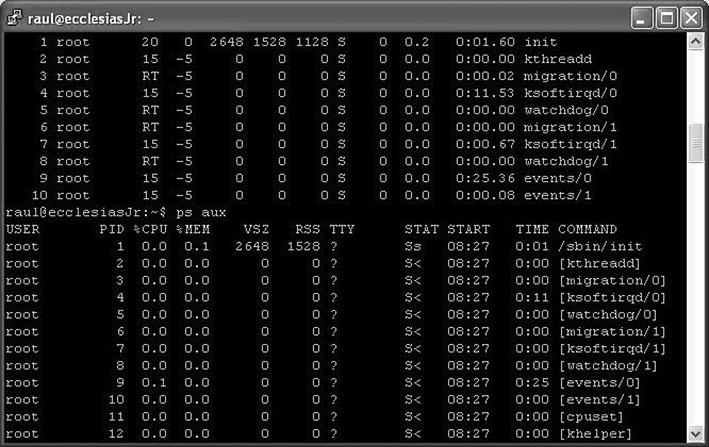 raul@ecclesiasJr: ~
1 root 20 0 2648 1528 1128 S 0 0.2 0:01.60 init
2 root 15 -5 0 0 0 S 0 0.0 0:00.00 kthreadd
3 root RT -5 0 0 0 S 0 0.0 0:00.02 migration/0
4 root 15 -5 0 0 0 S 0 0.0 0:11.53 ksoftirqd/0
5 root RT -5 0 0 0 S 0 0.0 0:00.00 watchdog/0
6 root RT -5 0 0 0 S 0 0.0 0:00.00 migration/1
7 root 15 -5 0 0 0 S 0 0.0 0:00.67 ksoftirqd/1
8 root RT -5 0 0 0 S 0 0.0 0:00.00 watchdog/1
9 root 15 -5 0 0 0 S 0 0.0 0:25.36 events/0
10 root 15 -5 0 0 0 S 0 0.0 0:00.08 events/1
raul@ecclesiasJr:~$ ps aux
USER PID %CPU %MEM VSZ RSS TTY STAT START TIME COMMAND
root 1 0.0 0.1 2648 1528 ? Ss 08:27 0:01 /sbin/init
root 2 0.0 0.0 0 0 ? S< 08:27 0:00 [kthreadd]
root 3 0.0 0.0 0 0 ? S< 08:27 0:00 [migration/0]
root 4 0.0 0.0 0 0 ? S< 08:27 0:11 [ksoftirqd/0]
root 5 0.0 0.0 0 0 ? S< 08:27 0:00 [watchdog/0]
root 6 0.0 0.0 0 0 ? S< 08:27 0:00 [migration/1]
root 7 0.0 0.0 0 0 ? S< 08:27 0:00 [ksoftirqd/1]
root 8 0.0 0.0 0 0 ? S< 08:27 0:00 [watchdog/1]
root 9 0.1 0.0 0 0 ? S< 08:27 0:25 [events/0]
root 10 0.0 0.0 0 0 ? S< 08:27 0:00 [events/1]
root 11 0.0 0.0 0 0 ? S< 08:27 0:00 [cpuset]
root 12 0.0 0.0 0 0 ? S< 08:27 0:00 [khelper]